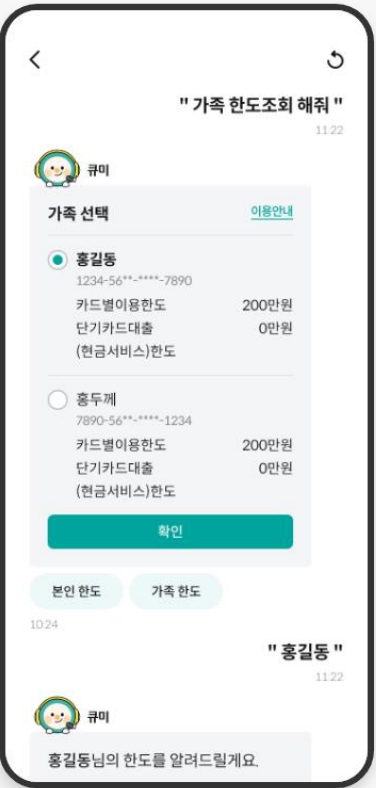 " 가족 한도조회 해줘 "
11:22
큐미
가족 선택 이용안내
홍길동
1234-56**-****-7890
카드별이용한도 200만원
단기카드대출 0만원
(현금서비스)한도
홍두께
7890-56**-****-1234
카드별이용한도 200만원
단기카드대출 0만원
(현금서비스)한도
확인
본인 한도 가족 한도
10:24
" 홍길동 "
11:22
큐미
홍길동님의 한도를 알려드릴게요.